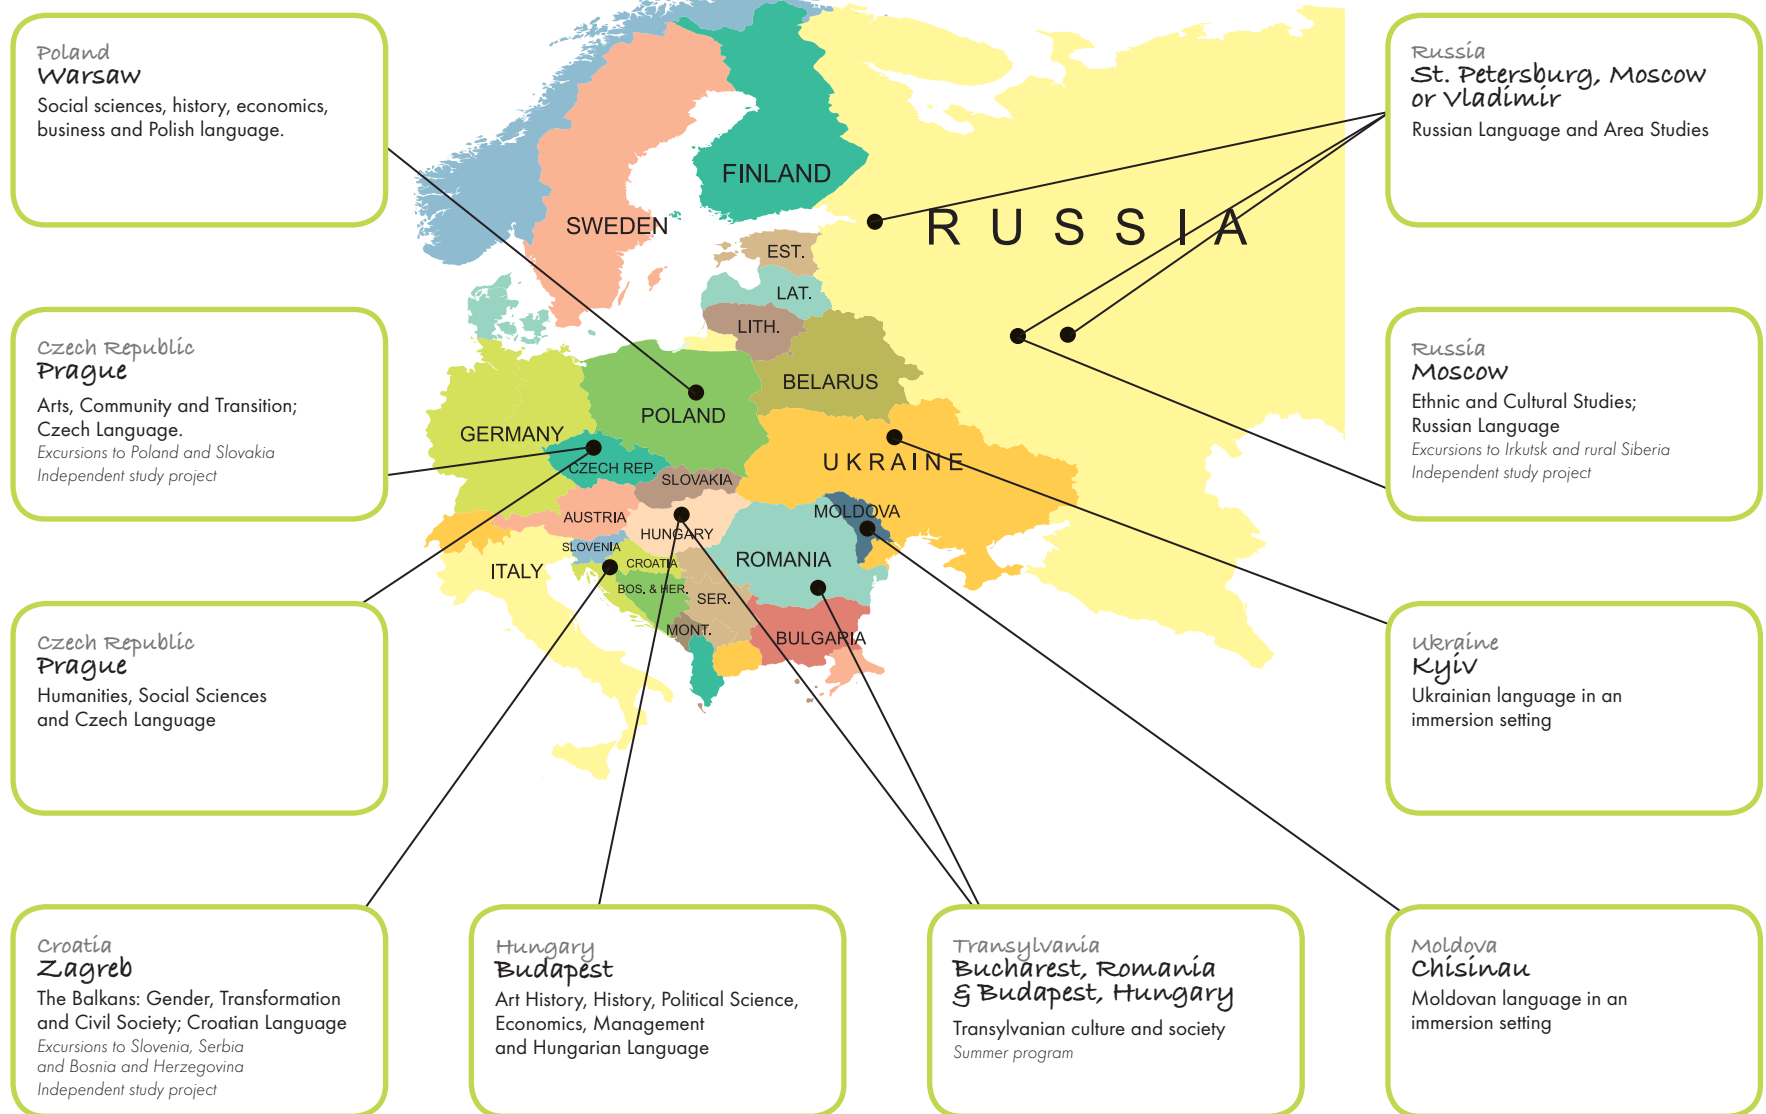 Poland
Warsaw
Social sciences, history, economics,
business and Polish language.
Czech Republic
Prague
Arts, Community and Transition;
Czech Language.
Excursions to Poland and Slovakia
Independent study project
Czech Republic
Prague
Humanities, Social Sciences
and Czech Language
Croatia
Zagreb
The Balkans: Gender, Transformation
and Civil Society; Croatian Language
Excursions to Slovenia, Serbia
and Bosnia and Herzegovina
Independent study project
Hungary
Budapest
Art History, History, Political Science,
Economics, Management
and Hungarian Language
Transylvania
Bucharest, Romania
& Budapest, Hungary
Transylvanian culture and society
Summer program
Moldova
Chisinau
Moldovan language in an
immersion setting
Ukraine
Kyiv
Ukrainian language in an
immersion setting
Russia
Moscow
Ethnic and Cultural Studies;
Russian Language
Excursions to Irkutsk and rural Siberia
Independent study project
Russia
St. Petersburg, Moscow
or Vladimir
Russian Language and Area Studies
FINLAND
SWEDEN
RUSSIA
EST.
LAT.
LITH.
BELARUS
POLAND
GERMANY
CZECH REP.
UKRAINE
SLOVAKIA
AUSTRIA
HUNGARY
MOLDOVA
SLOVENIA
CROATIA
ROMANIA
ITALY
BOS. & HER.
SER.
MONT.
BULGARIA